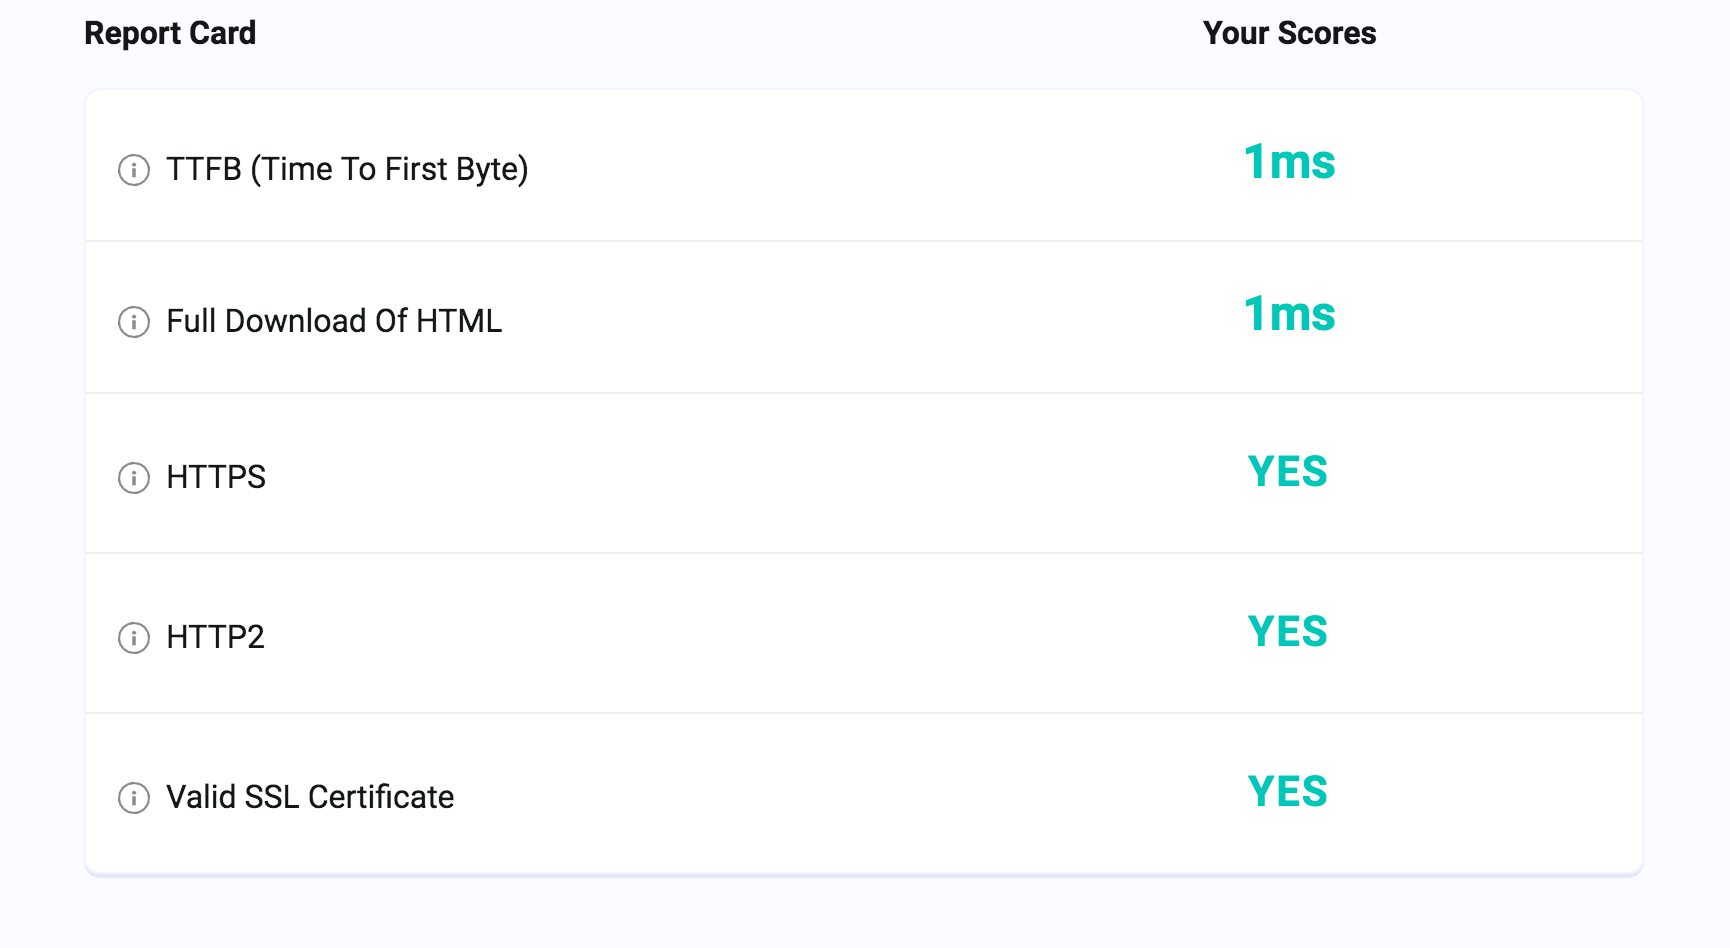 Report Card Your Scores
TTFB (Time To First Byte) 1ms
Full Download Of HTML 1ms
HTTPS YES
HTTP2 YES
Valid SSL Certificate YES